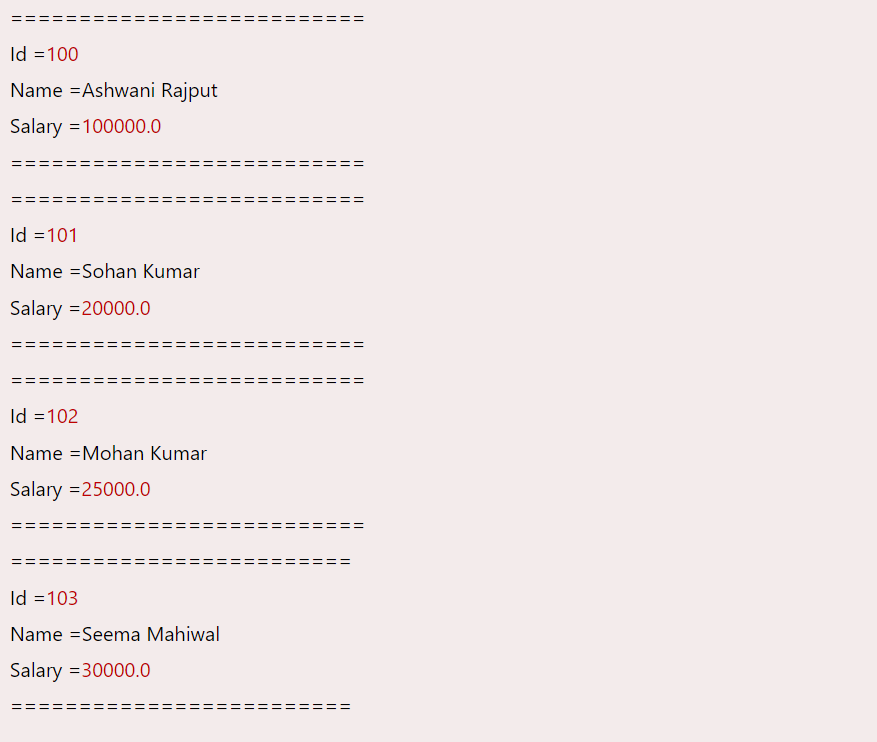 ==========================
Id =100
Name =Ashwani Rajput
Salary =100000.0
==========================
==========================
Id =101
Name =Sohan Kumar
Salary =20000.0
==========================
==========================
Id =102
Name =Mohan Kumar
Salary =25000.0
==========================
=========================
Id =103
Name =Seema Mahiwal
Salary =30000.0
=========================